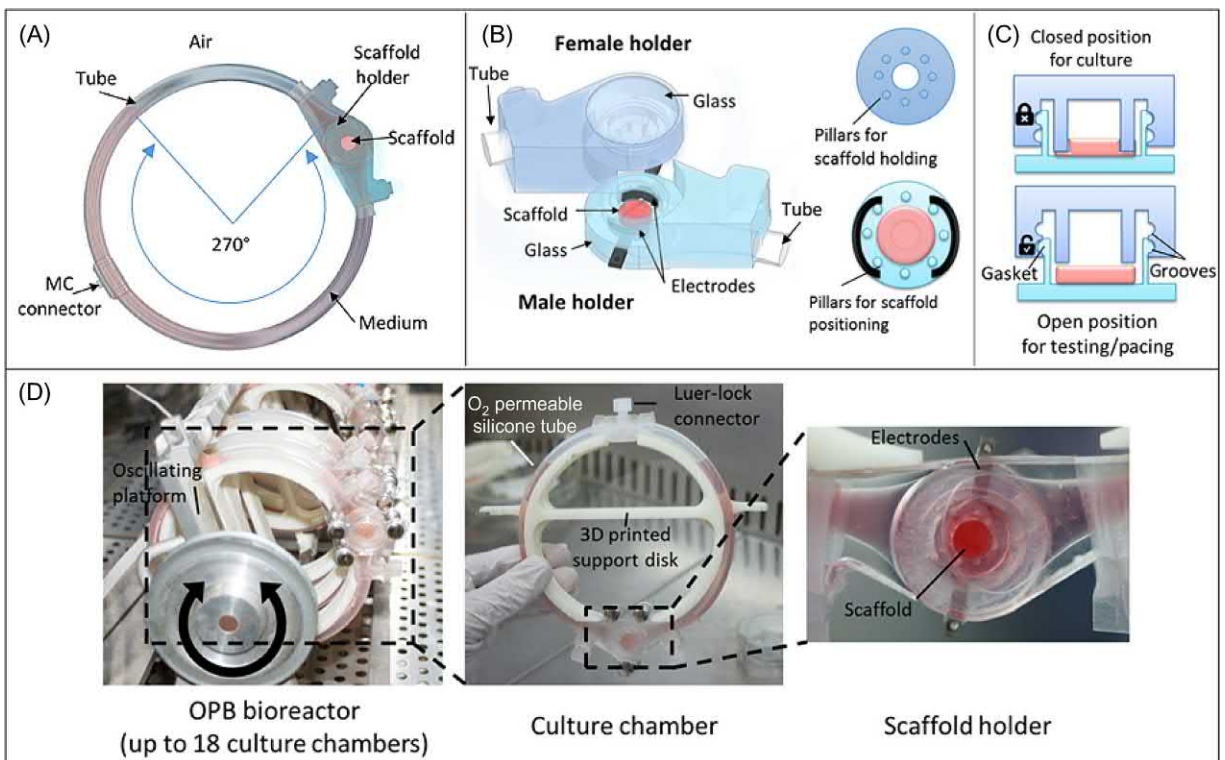 (A)
Air
Tube
Scaffold
holder
Scaffold
270°
MC
connector
Medium
(B)
Female holder
Tube
Glass
Scaffold
Glass
Tube
Electrodes
Male holder
Pillars for
scaffold holding
Pillars for scaffold
positioning
(C)
Closed position
for culture
Gasket
Grooves
Open position
for testing/pacing
(D)
Oscillating
platform
OPB bioreactor
(up to 18 culture chambers)
O₂ permeable
silicone tube
Luer-lock
connector
3D printed
support disk
Culture chamber
Electrodes
Scaffold
Scaffold holder